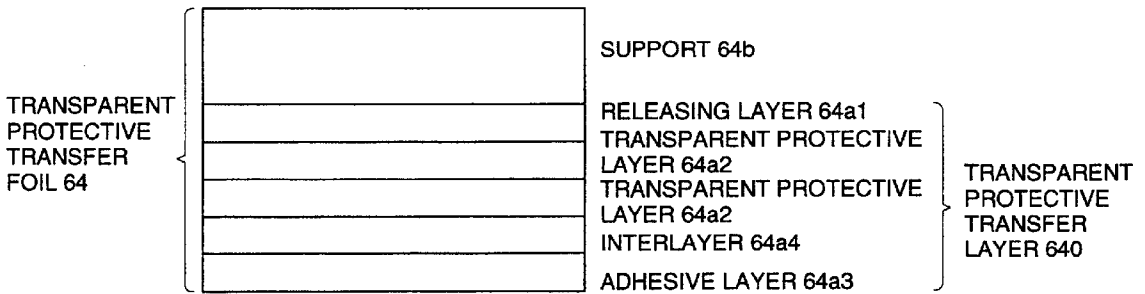 TRANSPARENT
PROTECTIVE
TRANSFER
FOIL 64
SUPPORT 64b
RELEASING LAYER 64a1
TRANSPARENT PROTECTIVE
LAYER 64a2
TRANSPARENT PROTECTIVE
LAYER 64a2
INTERLAYER 64a4
ADHESIVE LAYER 64a3
TRANSPARENT
PROTECTIVE
TRANSFER
LAYER 640